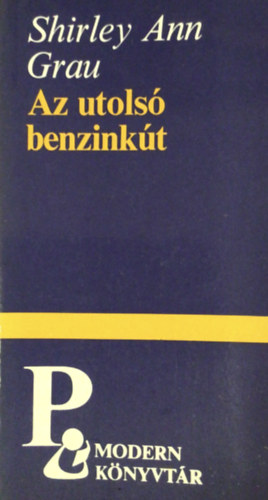 Shirley Ann
Grau
Az utolsó
benzinkút
P
MODERN
KÖNYVTÁR